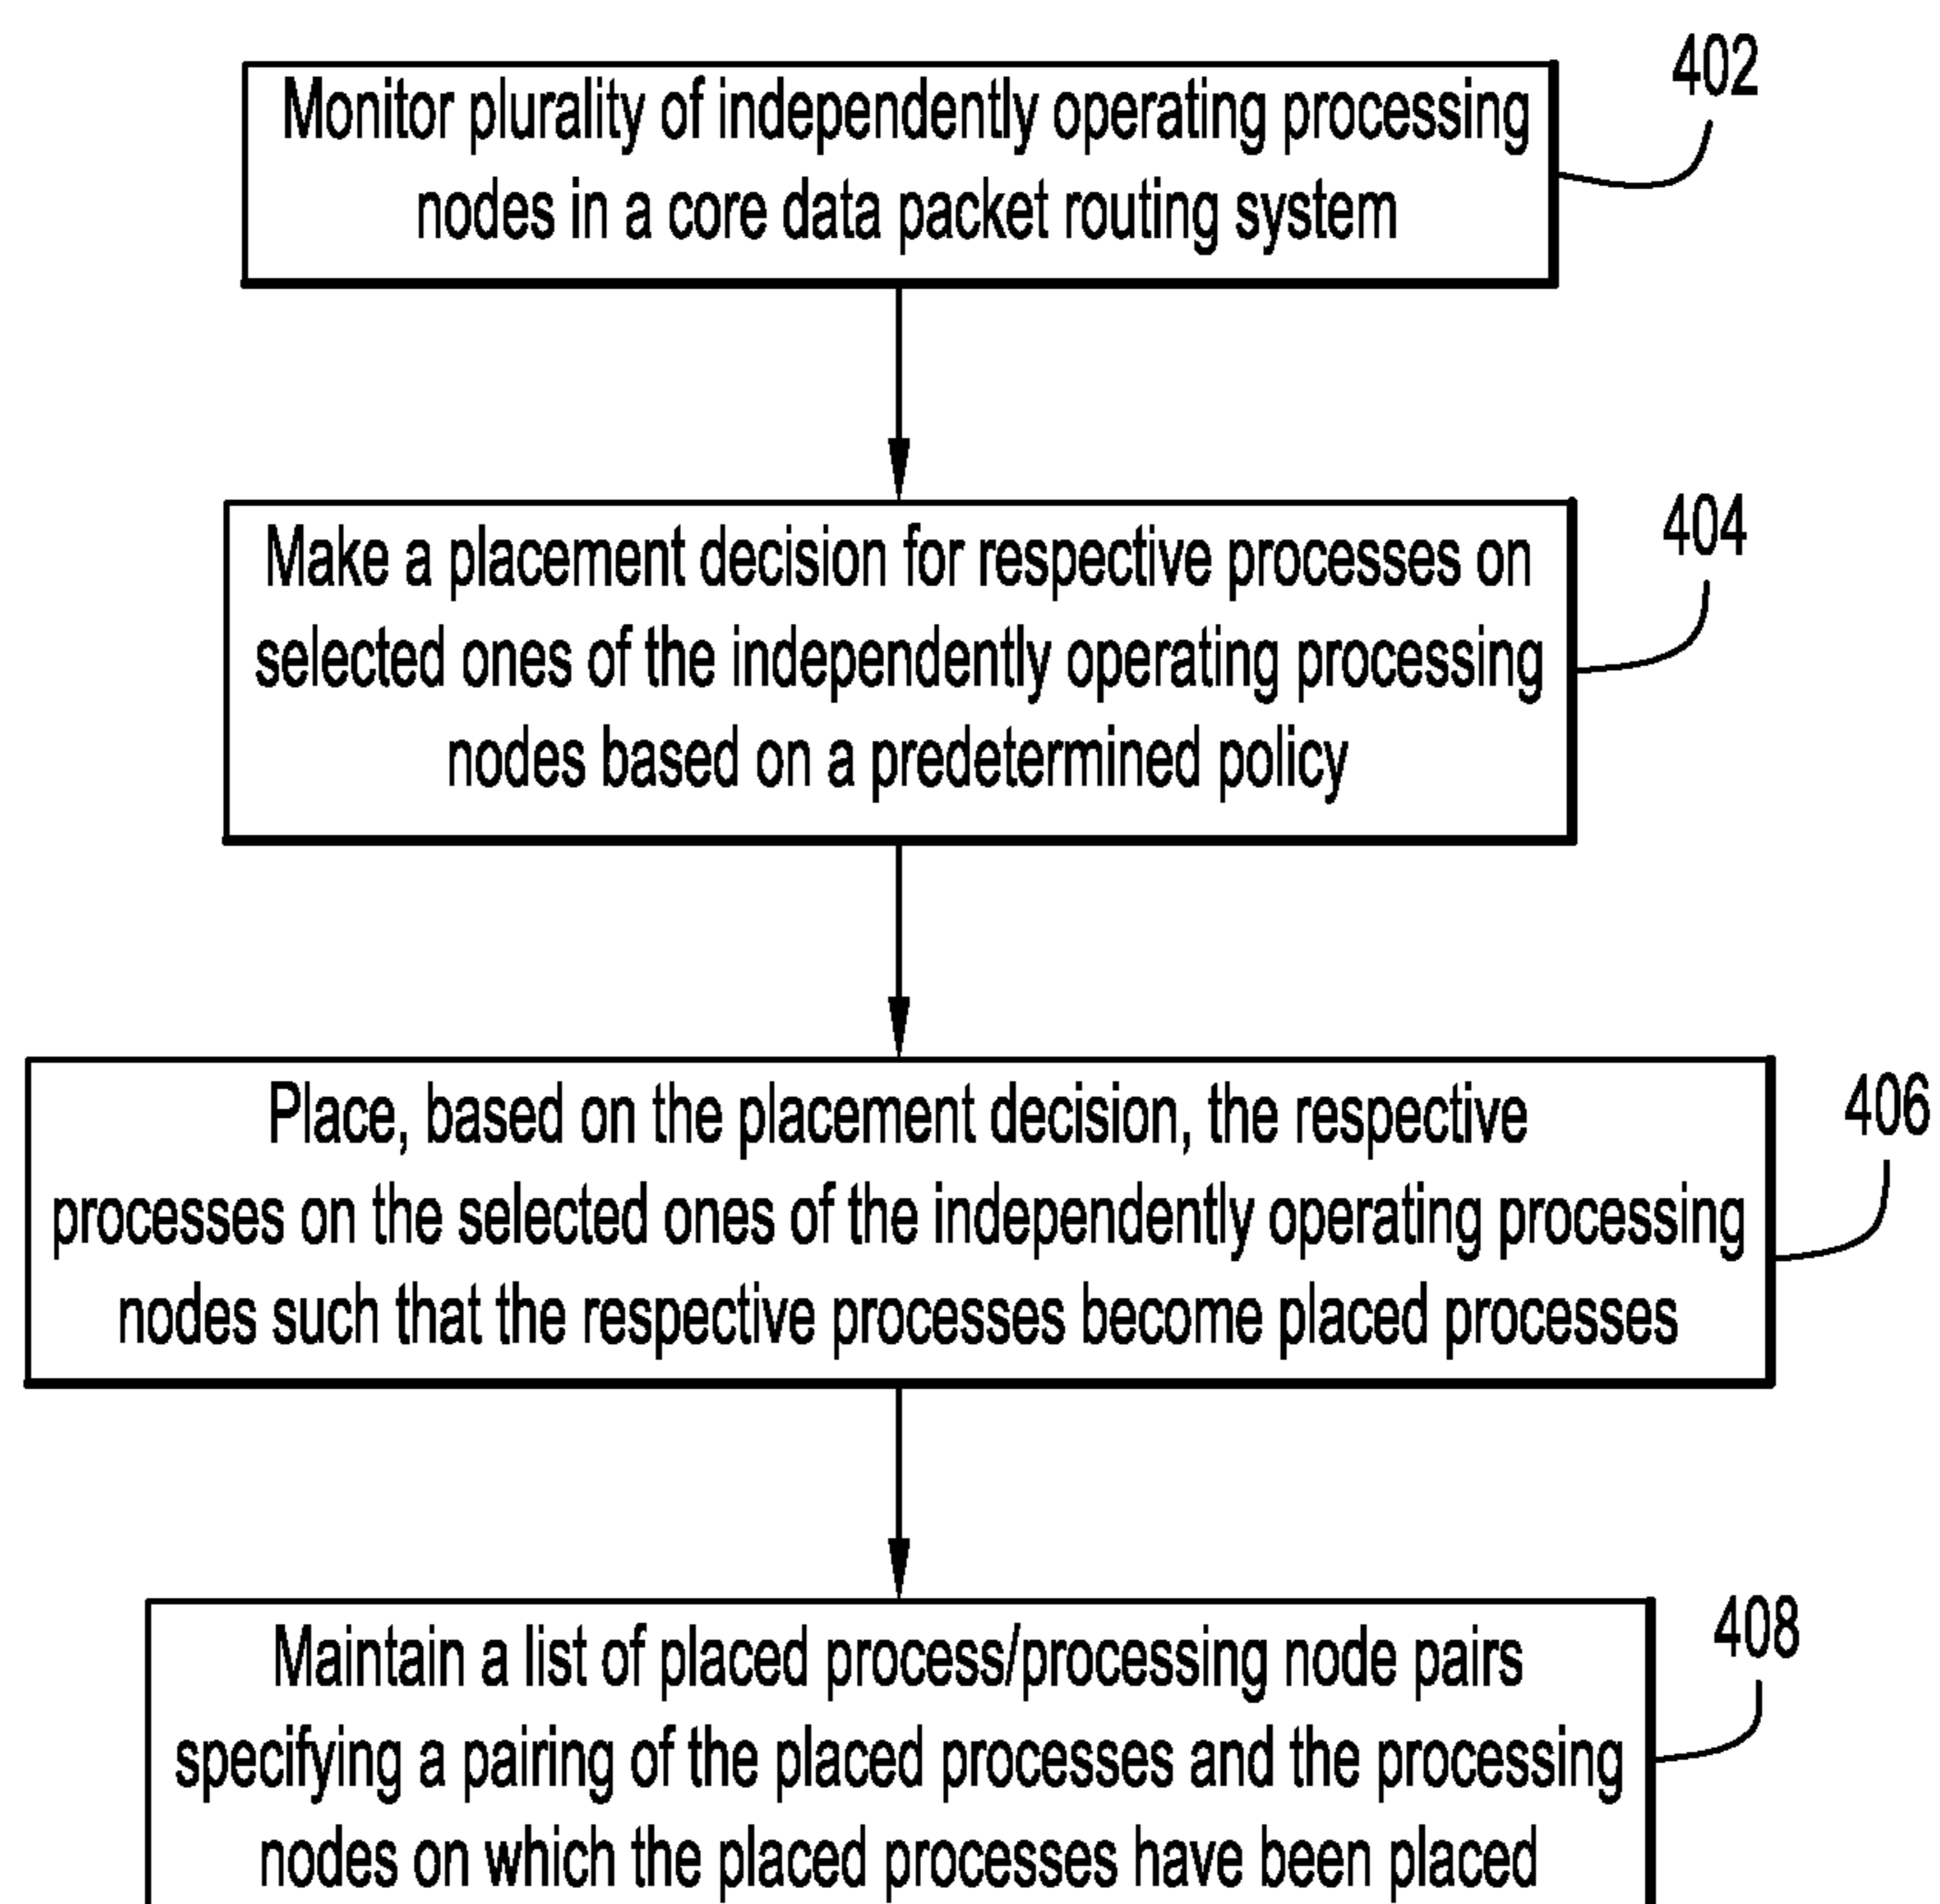 402
Monitor plurality of independently operating processing
nodes in a core data packet routing system
404
Make a placement decision for respective processes on
selected ones of the independently operating processing
nodes based on a predetermined policy
406
Place, based on the placement decision, the respective
processes on the selected ones of the independently operating processing
nodes such that the respective processes become placed processes
408
Maintain a list of placed process/processing node pairs
specifying a pairing of the placed processes and the processing
nodes on which the placed processes have been placed